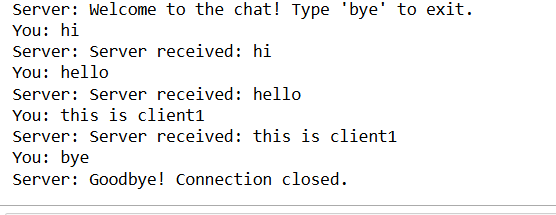 Server: Welcome to the chat! Type 'bye' to exit.
You: hi
Server: Server received: hi
You: hello
Server: Server received: hello
You: this is client1
Server: Server received: this is client1
You: bye
Server: Goodbye! Connection closed.